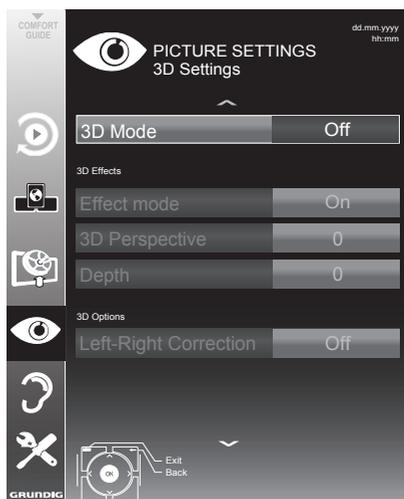 COMFORT
GUIDE
dd.mm.yyyy
hh:mm
PICTURE SETTINGS
3D Settings
3D Mode Off
3D Effects
Effect mode On
3D Perspective 0
Depth 0
3D Options
Left-Right Correction Off
Exit
Back
OK
GRUNDIG